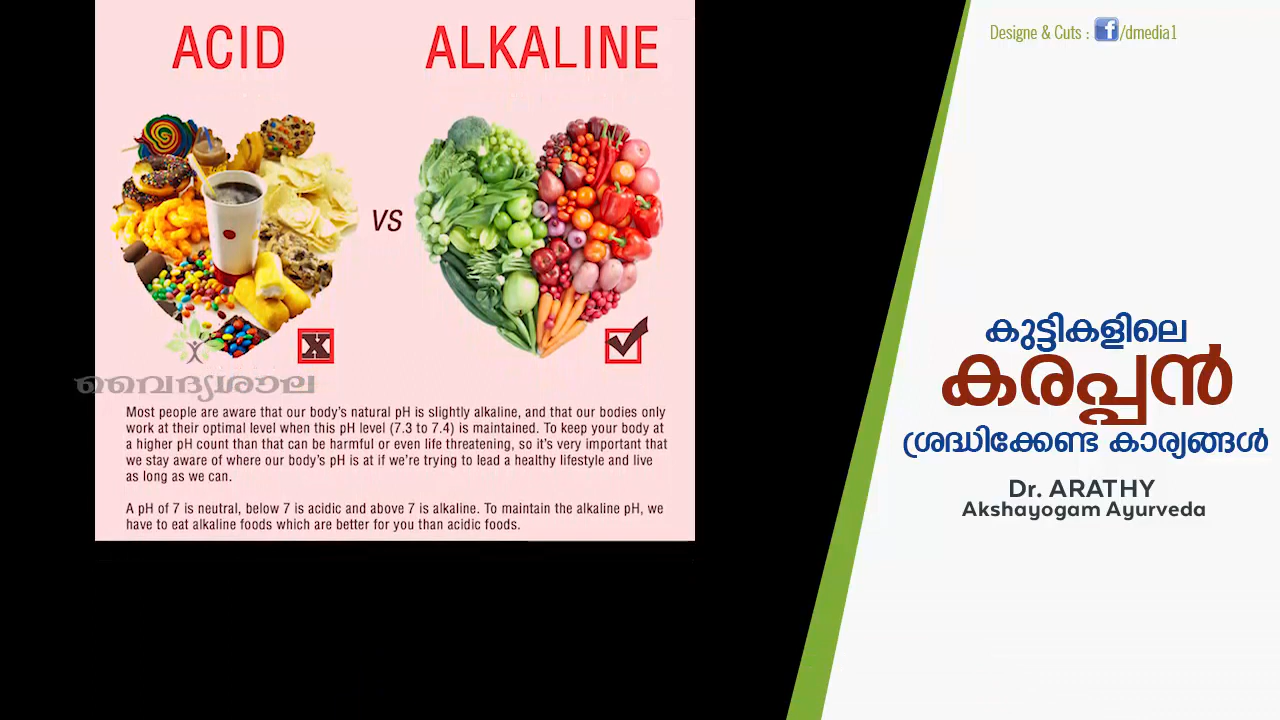 ACID
ALKALINE
VS
വൈദ്യശാല
Most people are aware that our body's natural pH is slightly alkaline, and that our bodies only
work at their optimal level when this pH level (7.3 to 7.4) is maintained. To keep your body at
a higher pH count than that can be harmful or even life threatening, so it's very important that
we stay aware of where our body's pH is at if we're trying to lead a healthy lifestyle and live
as long as we can.
A pH of 7 is neutral, below 7 is acidic and above 7 is alkaline. To maintain the alkaline pH, we
have to eat alkaline foods which are better for you than acidic foods.
Designe & Cuts : f/dmedia1
കുട്ടികളിലെ
കരപ്പൻ
ശ്രദ്ധിക്കേണ്ട കാര്യങ്ങൾ
Dr. ARATHY
Akshayogam Ayurveda